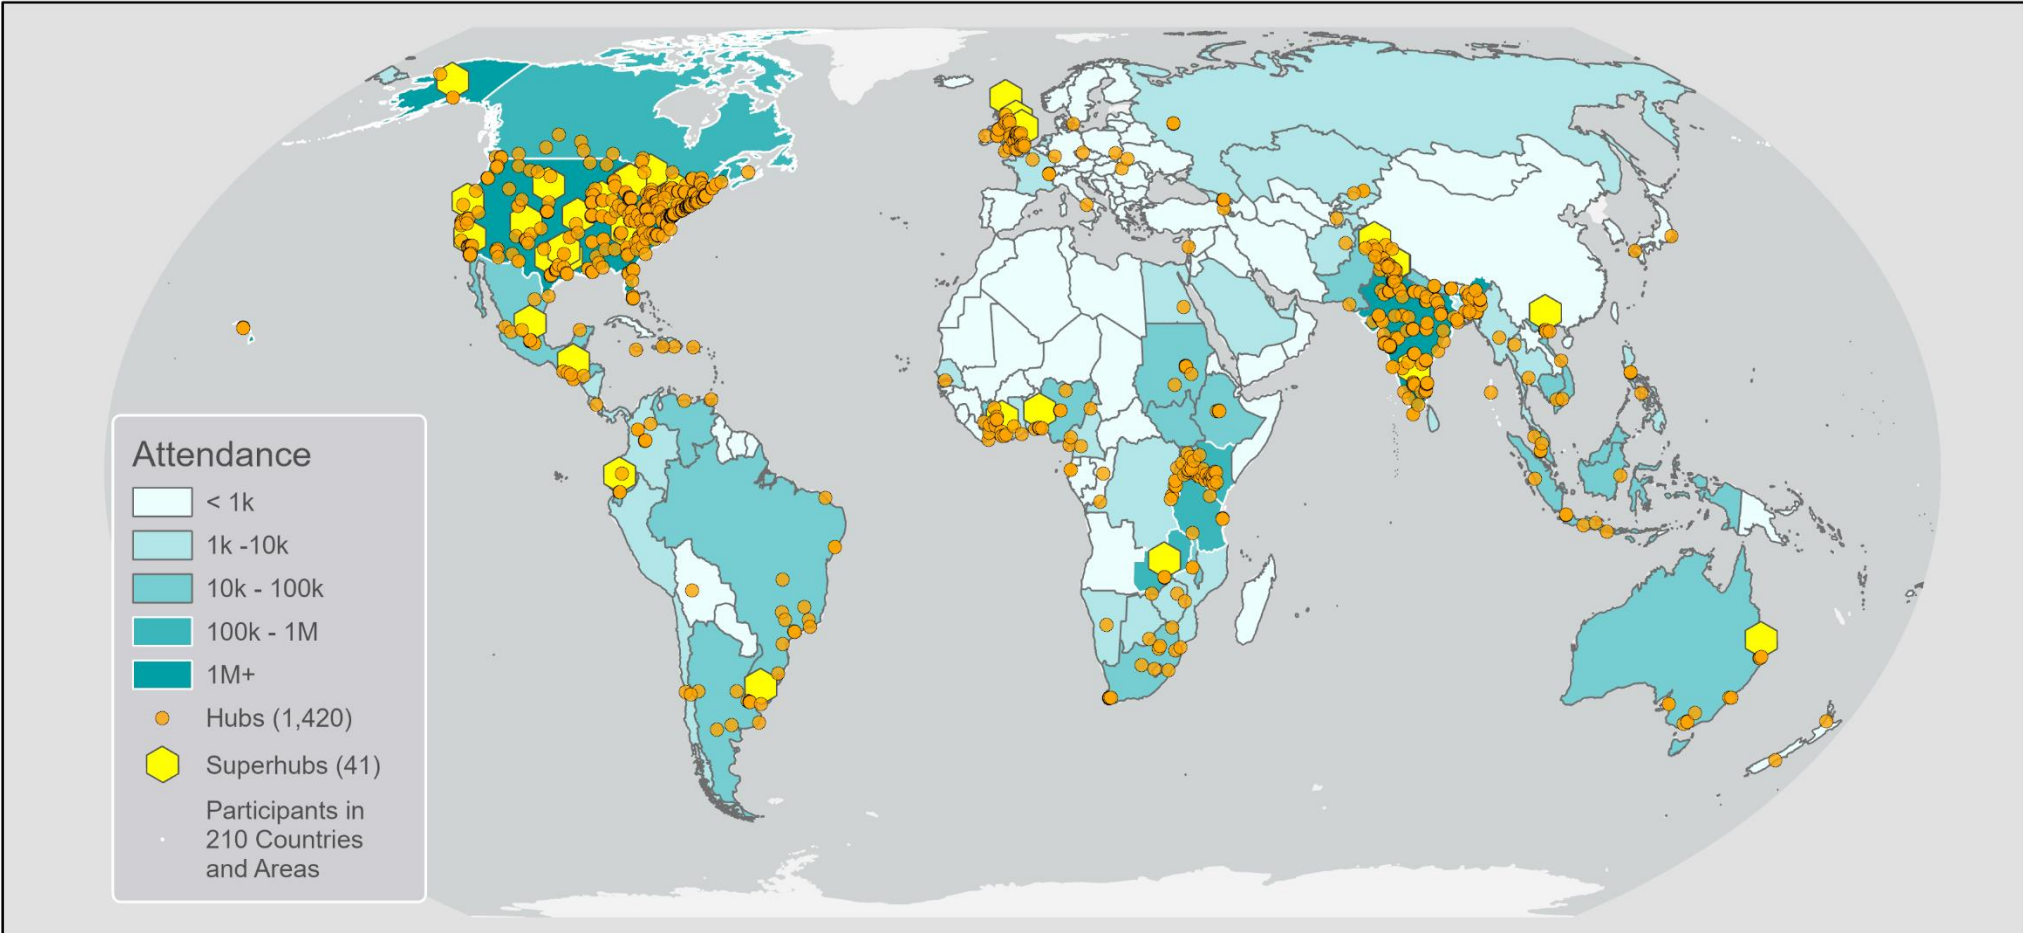 Attendance
< 1k
1k -10k
10k - 100k
100k - 1M
1M+
Hubs (1,420)
Superhubs (41)
Participants in
210 Countries
and Areas